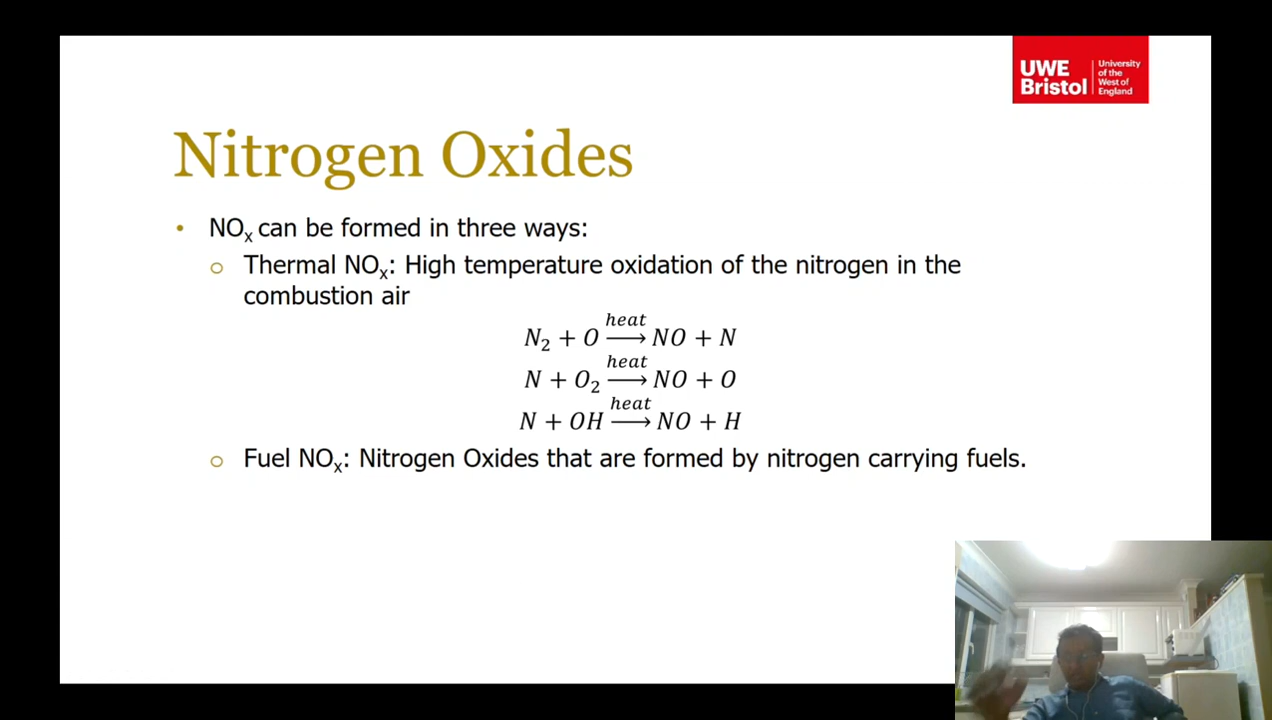 UWE
Bristol
University
of the
West of
England
Nitrogen Oxides
• NOₓ can be formed in three ways:
o Thermal NOₓ: High temperature oxidation of the nitrogen in the
combustion air
N₂ + O —heat→ NO + N
N + O₂ —heat→ NO + O
N + OH —heat→ NO + H
o Fuel NOₓ: Nitrogen Oxides that are formed by nitrogen carrying fuels.